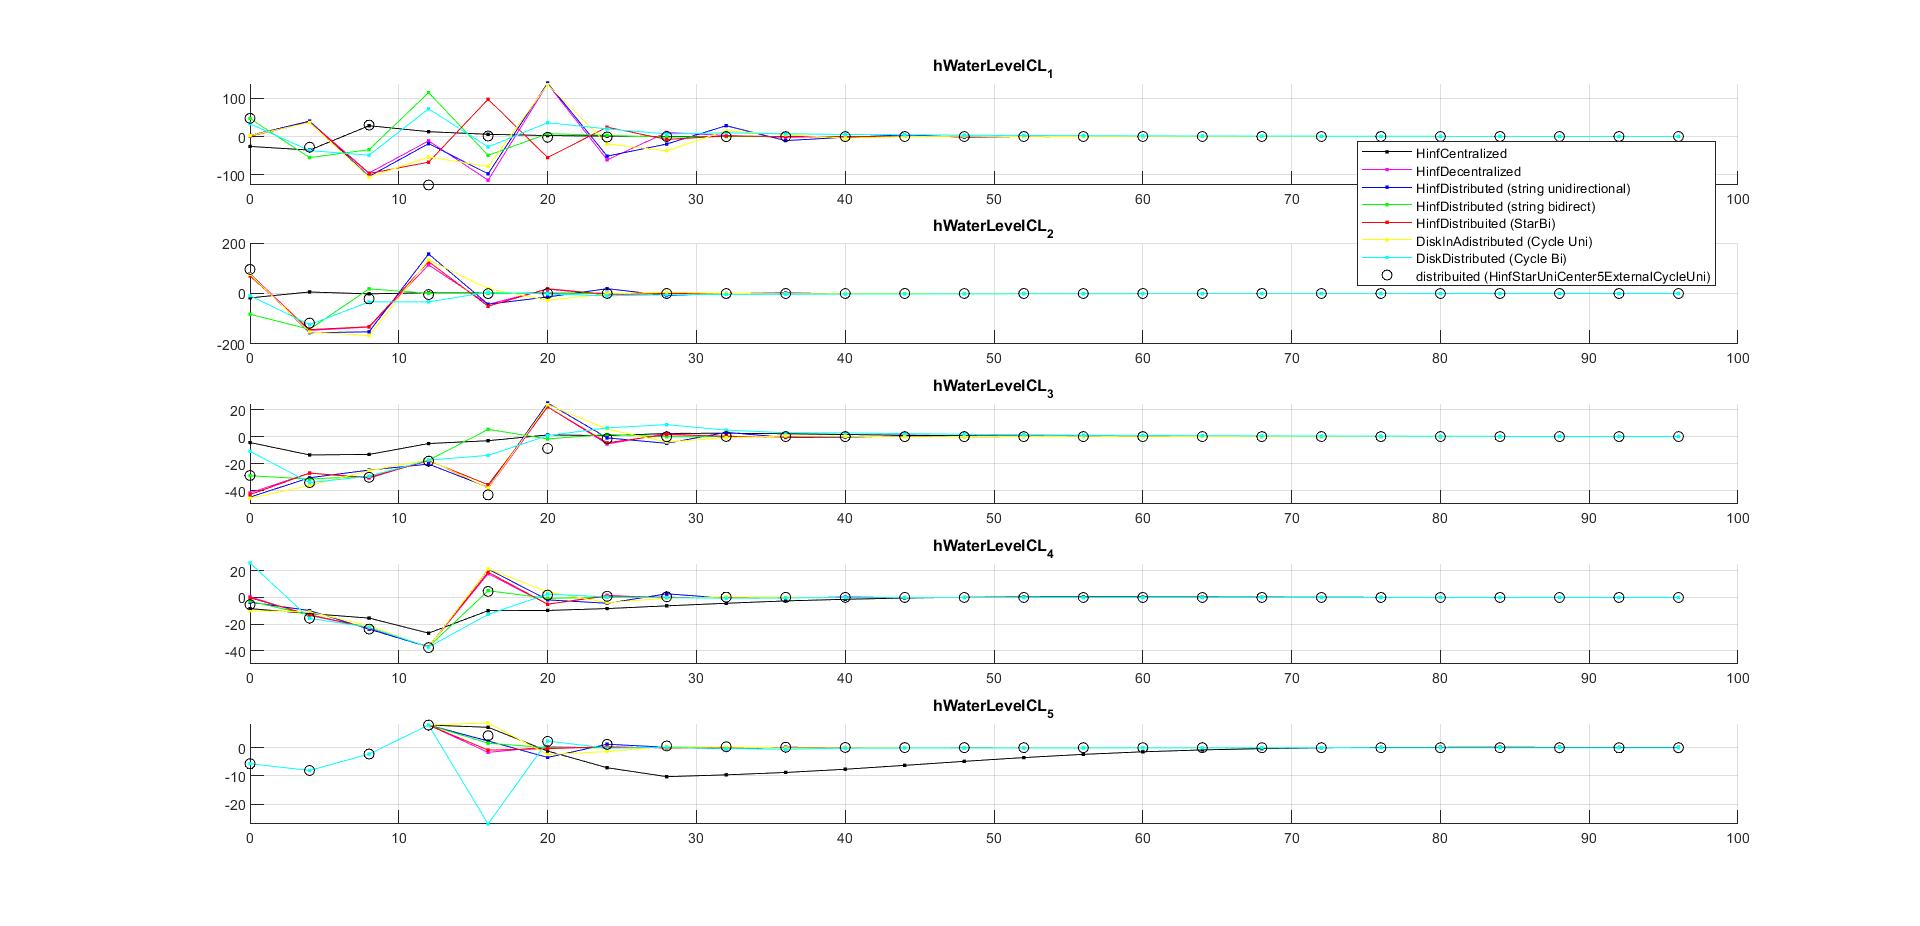 hWaterLevelCL1
100
0
-100
0 10 20 30 40 50 60 70 80 90 100
HinfCentralized
HinfDecentralized
HinfDistributed (string unidirectional)
HinfDistributed (string bidirect)
HinfDistribuited (StarBi)
DiskInAdistributed (Cycle Uni)
DiskDistributed (Cycle Bi)
distribuited (HinfStarUniCenter5ExternalCycleUni)
hWaterLevelCL2
200
0
-200
0 10 20 30 40 50 60 70 80 90 100
hWaterLevelCL3
20
0
-20
-40
0 10 20 30 40 50 60 70 80 90 100
hWaterLevelCL4
20
0
-20
-40
0 10 20 30 40 50 60 70 80 90 100
hWaterLevelCL5
0
-10
-20
0 10 20 30 40 50 60 70 80 90 100